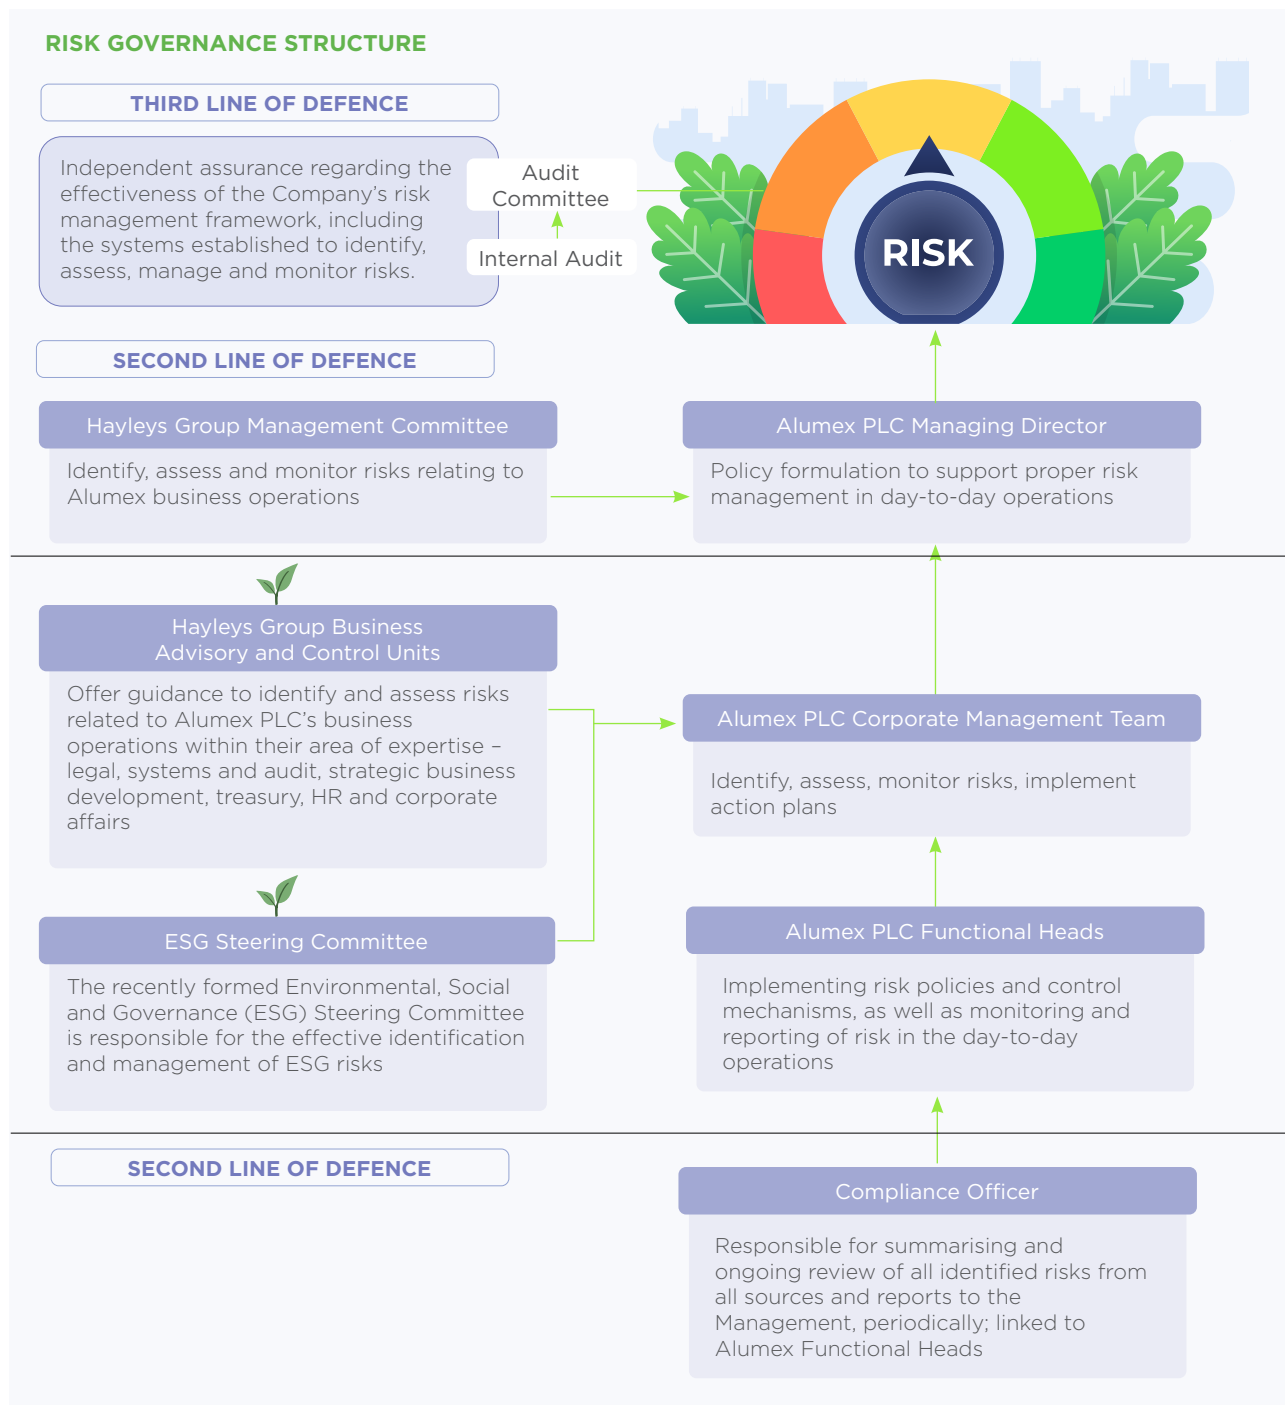 RISK GOVERNANCE STRUCTURE
THIRD LINE OF DEFENCE
Independent assurance regarding the
effectiveness of the Company’s risk
management framework, including
the systems established to identify,
assess, manage and monitor risks.
Audit
Committee
Internal Audit
RISK
SECOND LINE OF DEFENCE
Hayleys Group Management Committee
Identify, assess and monitor risks relating to
Alumex business operations
Alumex PLC Managing Director
Policy formulation to support proper risk
management in day-to-day operations
Hayleys Group Business
Advisory and Control Units
Offer guidance to identify and assess risks
related to Alumex PLC’s business
operations within their area of expertise –
legal, systems and audit, strategic business
development, treasury, HR and corporate
affairs
Alumex PLC Corporate Management Team
Identify, assess, monitor risks, implement
action plans
ESG Steering Committee
The recently formed Environmental, Social
and Governance (ESG) Steering Committee
is responsible for the effective identification
and management of ESG risks
Alumex PLC Functional Heads
Implementing risk policies and control
mechanisms, as well as monitoring and
reporting of risk in the day-to-day
operations
SECOND LINE OF DEFENCE
Compliance Officer
Responsible for summarising and
ongoing review of all identified risks from
all sources and reports to the
Management, periodically; linked to
Alumex Functional Heads